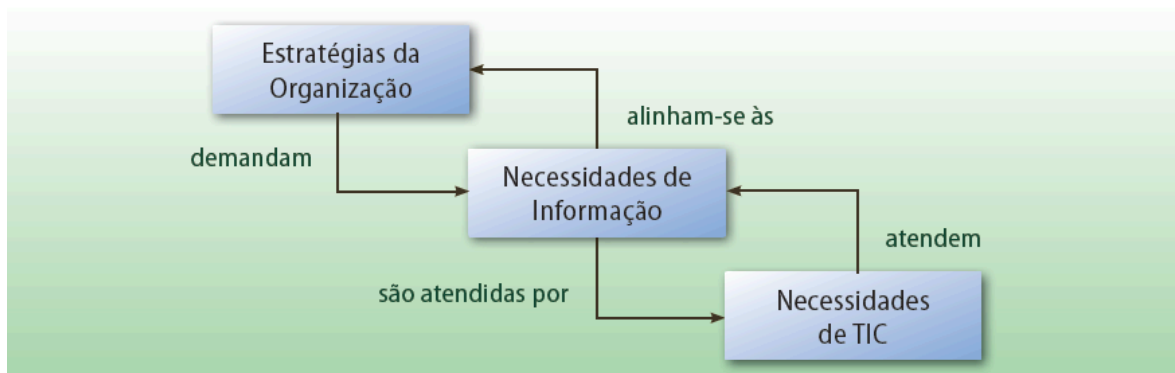 Estratégias da
Organização
alinham-se às
demandam
Necessidades de
Informação
atendem
são atendidas por
Necessidades
de TIC